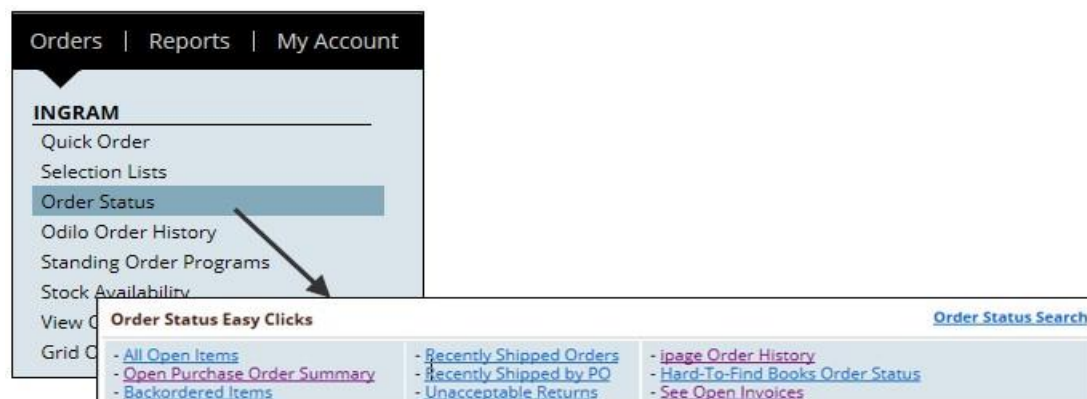 Orders | Reports | My Account
INGRAM
Quick Order
Selection Lists
Order Status
Odilo Order History
Standing Order Programs
Stock Availability
View
Grid
Order Status Easy Clicks Order Status Search
- All Open Items - Recently Shipped Orders - ipage Order History
- Open Purchase Order Summary - Recently Shipped by PO - Hard-To-Find Books Order Status
- Backordered Items - Unacceptable Returns - See Open Invoices